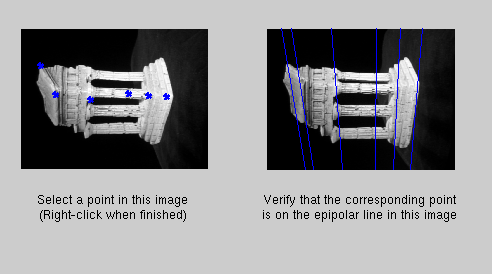 Select a point in this image
(Right-click when finished)
Verify that the corresponding point
is on the epipolar line in this image